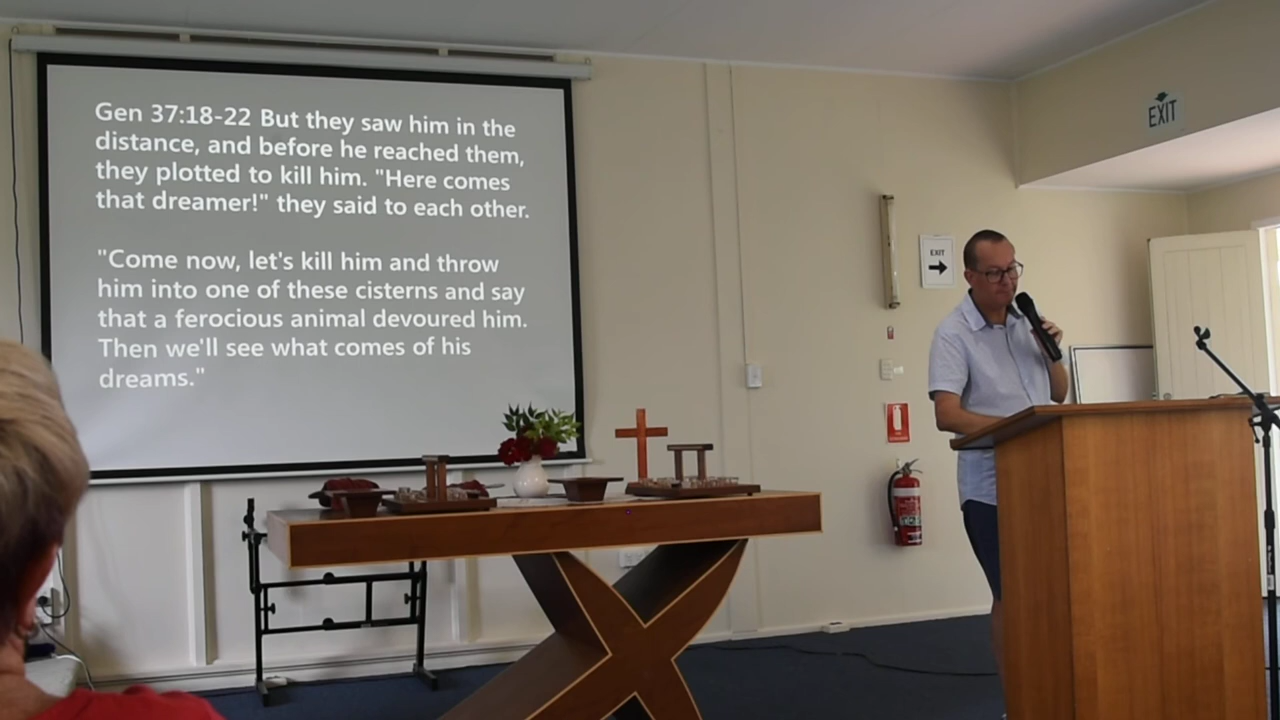 Gen 37:18-22 But they saw him in the
distance, and before he reached them,
they plotted to kill him. "Here comes
that dreamer!" they said to each other.
"Come now, let's kill him and throw
him into one of these cisterns and say
that a ferocious animal devoured him.
Then we'll see what comes of his
dreams."
EXIT
EXIT